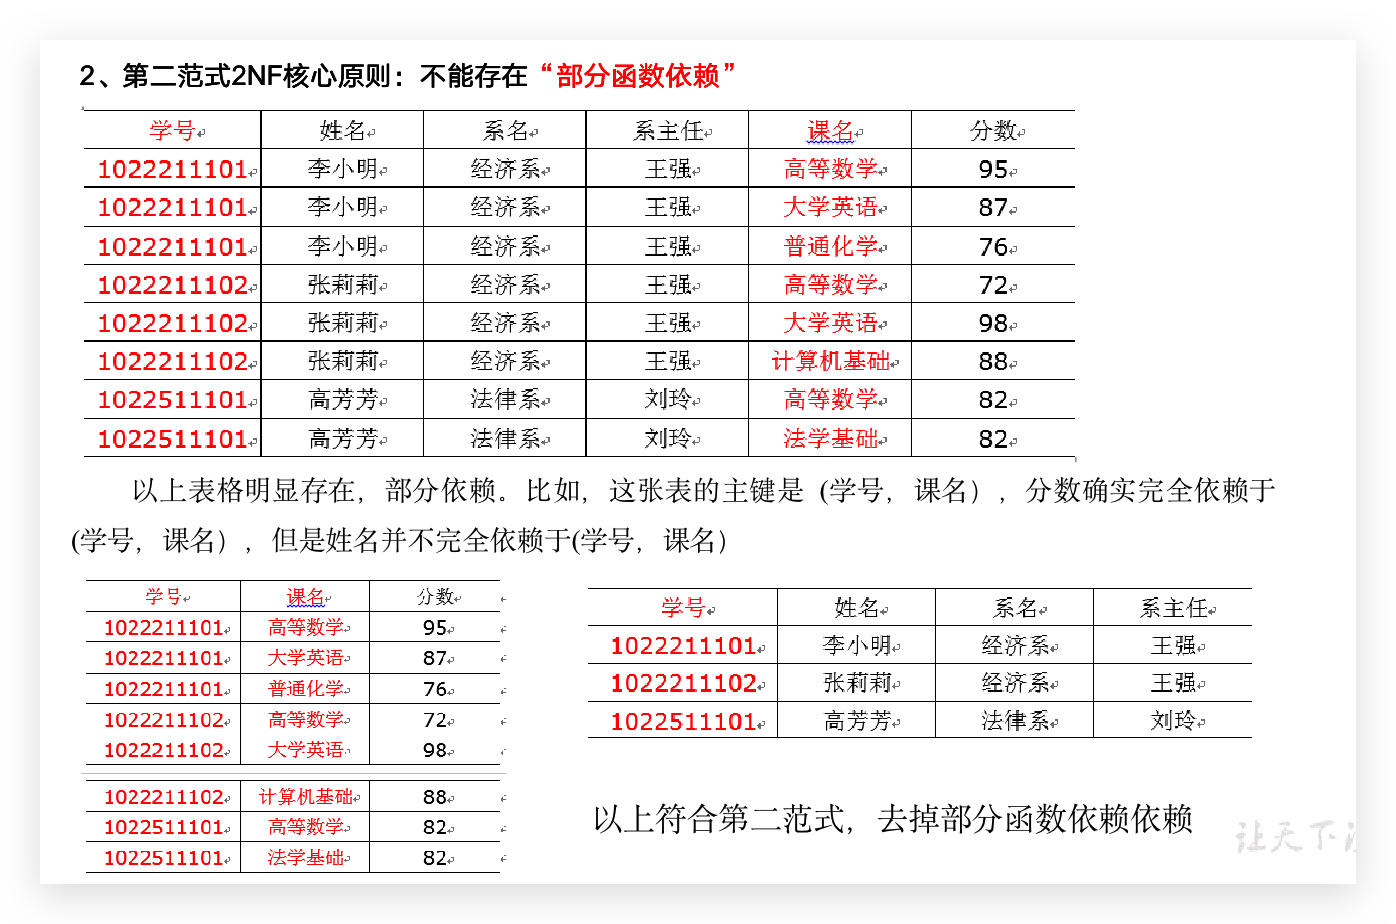 2、第二范式2NF核心原则：不能存在“部分函数依赖”
学号 姓名 系名 系主任 课名 分数
1022211101 李小明 经济系 王强 高等数学 95
1022211101 李小明 经济系 王强 大学英语 87
1022211101 李小明 经济系 王强 普通化学 76
1022211102 张莉莉 经济系 王强 高等数学 72
1022211102 张莉莉 经济系 王强 大学英语 98
1022211102 张莉莉 经济系 王强 计算机基础 88
1022511101 高芳芳 法律系 刘玲 高等数学 82
1022511101 高芳芳 法律系 刘玲 法学基础 82
以上表格明显存在，部分依赖。比如，这张表的主键是 (学号，课名），分数确实完全依赖于
(学号，课名），但是姓名并不完全依赖于(学号，课名）
学号 课名 分数
1022211101 高等数学 95
1022211101 大学英语 87
1022211101 普通化学 76
1022211102 高等数学 72
1022211102 大学英语 98
1022211102 计算机基础 88
1022511101 高等数学 82
1022511101 法学基础 82
学号 姓名 系名 系主任
1022211101 李小明 经济系 王强
1022211102 张莉莉 经济系 王强
1022511101 高芳芳 法律系 刘玲
以上符合第二范式，去掉部分函数依赖依赖
让天下